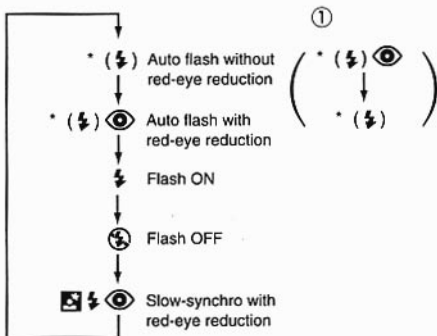 ①
* ( ) Auto flash without
red-eye reduction
* ( )
* ( )
* ( ) Auto flash with
red-eye reduction
Flash ON
Flash OFF
Slow-synchro with
red-eye reduction